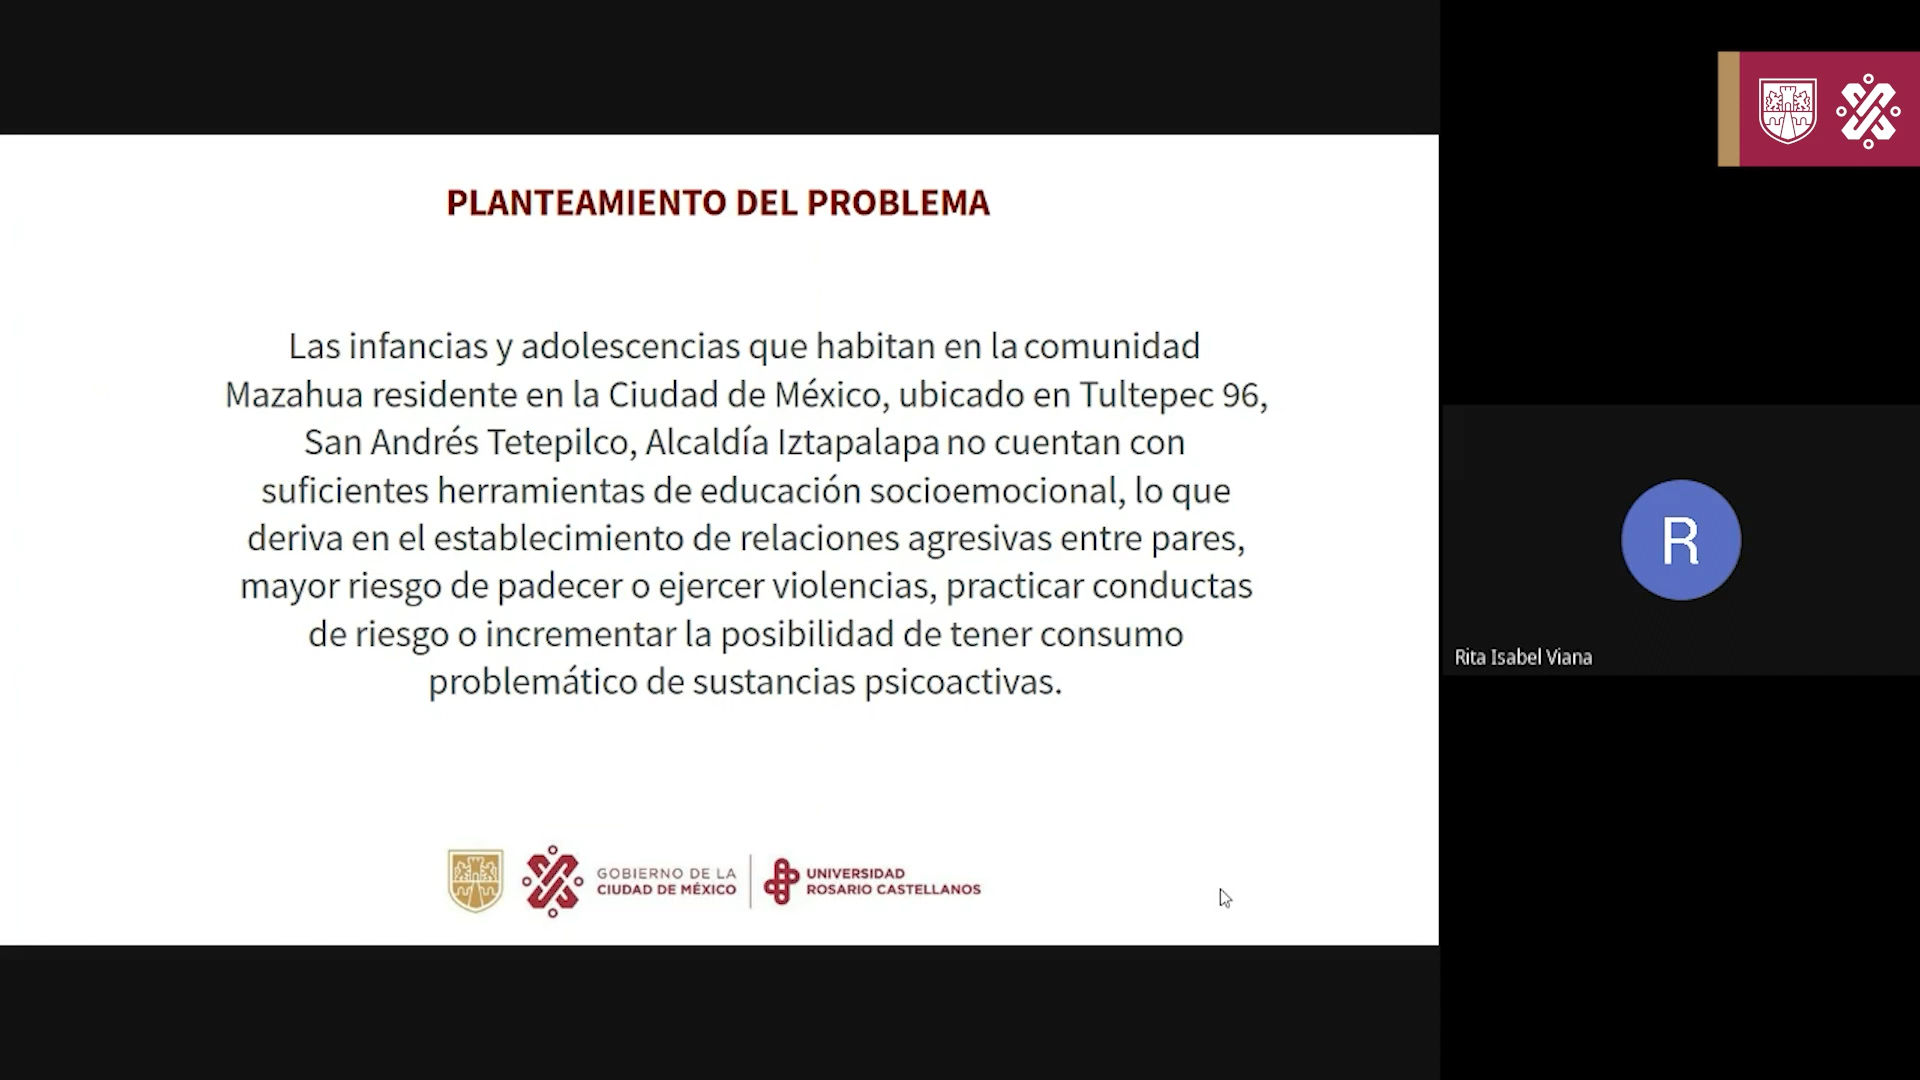 PLANTEAMIENTO DEL PROBLEMA
Las infancias y adolescencias que habitan en la comunidad
Mazahua residente en la Ciudad de México, ubicado en Tultepec 96,
San Andrés Tetepilco, Alcaldía Iztapalapa no cuentan con
suficientes herramientas de educación socioemocional, lo que
deriva en el establecimiento de relaciones agresivas entre pares,
mayor riesgo de padecer o ejercer violencias, practicar conductas
de riesgo o incrementar la posibilidad de tener consumo
problemático de sustancias psicoactivas.
GOBIERNO DE LA
CIUDAD DE MÉXICO
UNIVERSIDAD
ROSARIO CASTELLANOS
R
Rita Isabel Viana